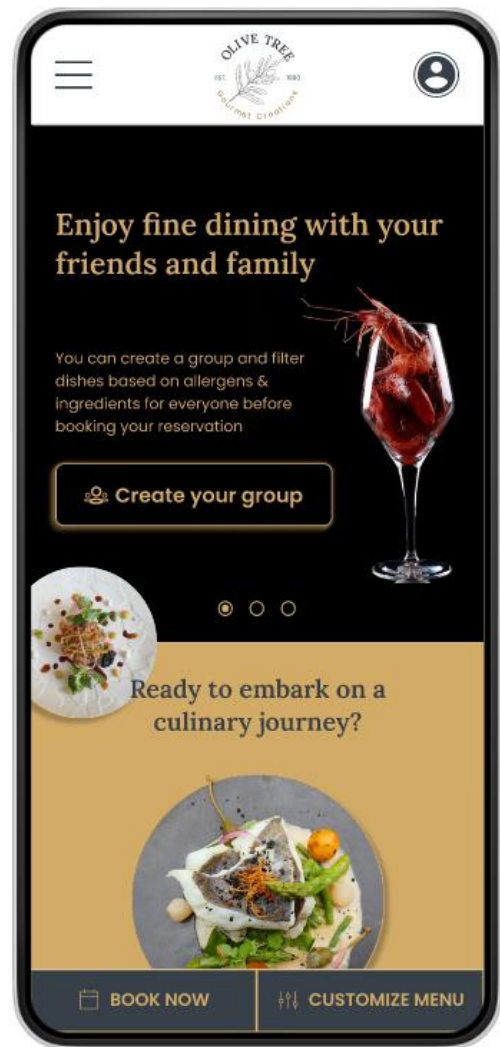 OLIVE TREE
EST. 1980
Gourmet Creations
Enjoy fine dining with your
friends and family
You can create a group and filter
dishes based on allergens &
ingredients for everyone before
booking your reservation
Create your group
Ready to embark on a
culinary journey?
BOOK NOW
CUSTOMIZE MENU